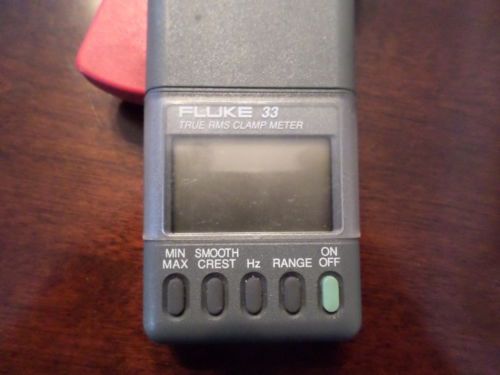 FLUKE 33
TRUE RMS CLAMP METER
MIN MAX
SMOOTH CREST
Hz
RANGE
ON OFF